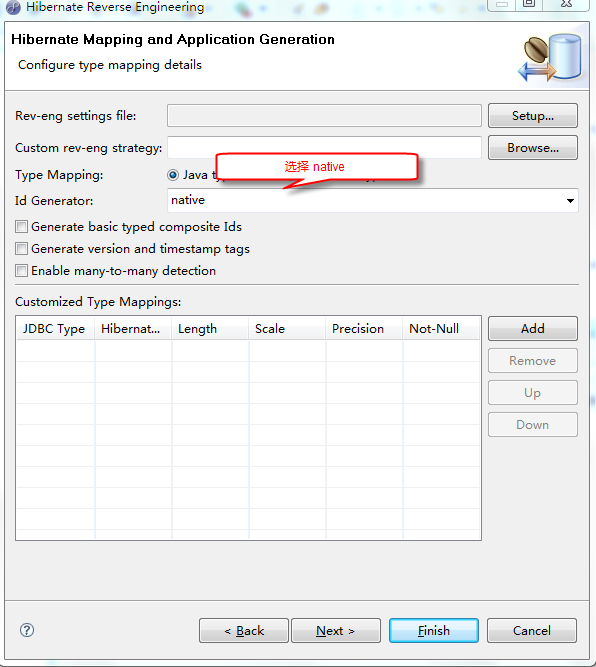 Hibernate Reverse Engineering
Hibernate Mapping and Application Generation
Configure type mapping details
Rev-eng settings file:
Setup...
Custom rev-eng strategy:
Browse...
选择 native
Type Mapping:
Java
Id Generator:
native
Generate basic typed composite Ids
Generate version and timestamp tags
Enable many-to-many detection
Customized Type Mappings:
JDBC Type Hibernat... Length Scale Precision Not-Null
Add
Remove
Up
Down
< Back
Next >
Finish
Cancel